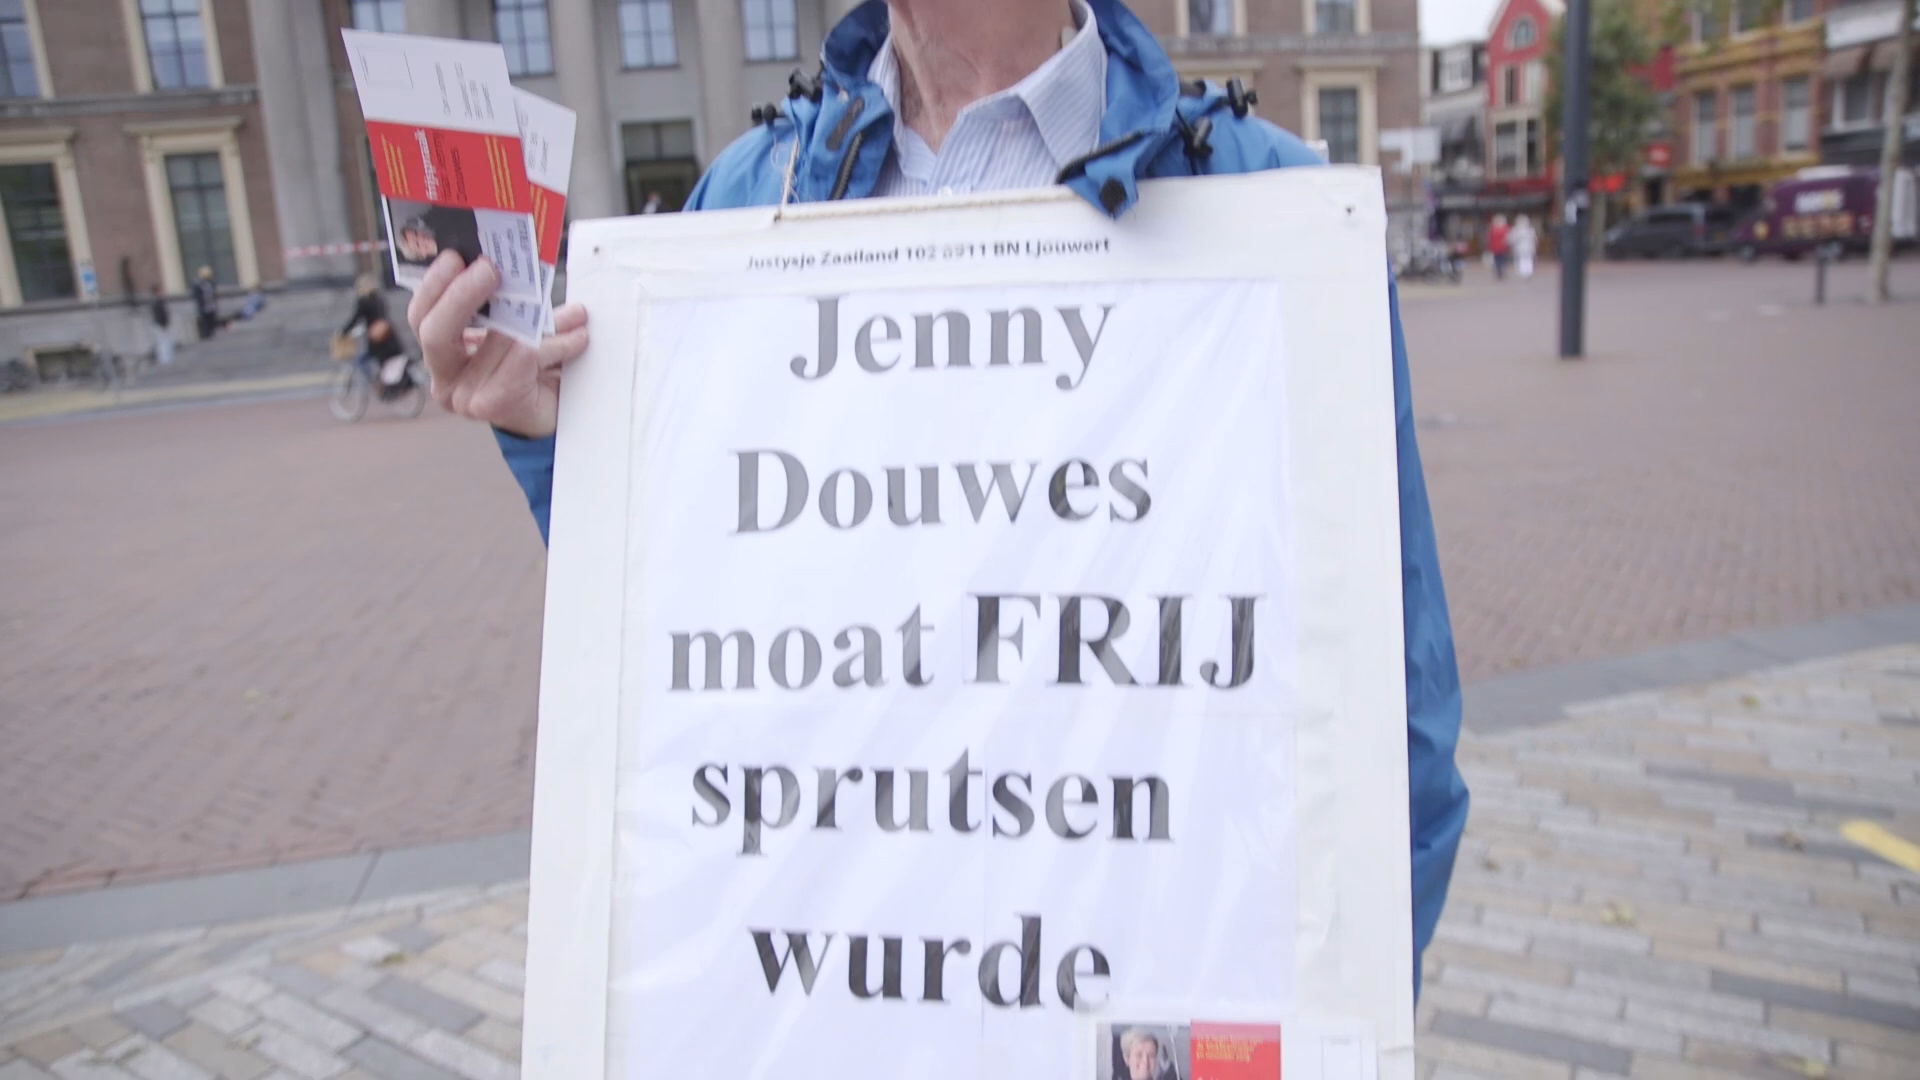 Justysje Zaailand 102 8911 BN Ljouwert
Jenny
Douwes
moat FRIJ
sprutsen
wurde